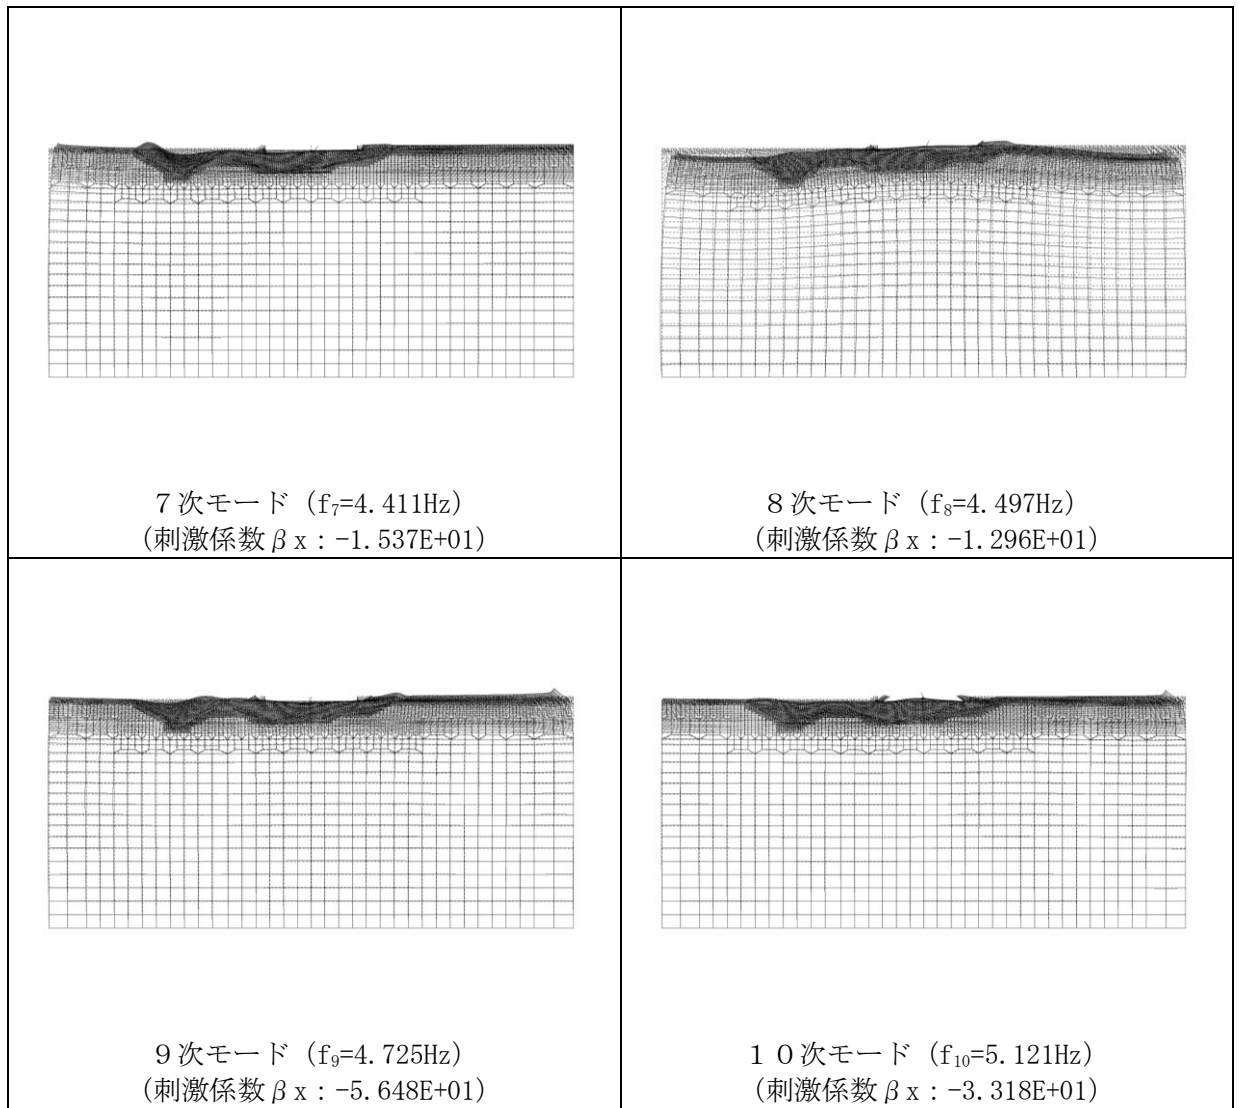 7次モード (f₇=4.411Hz)
(刺激係数βx:-1.537E+01)
8次モード (f₈=4.497Hz)
(刺激係数βx:-1.296E+01)
9次モード (f₉=4.725Hz)
(刺激係数βx:-5.648E+01)
10次モード (f₁₀=5.121Hz)
(刺激係数βx:-3.318E+01)